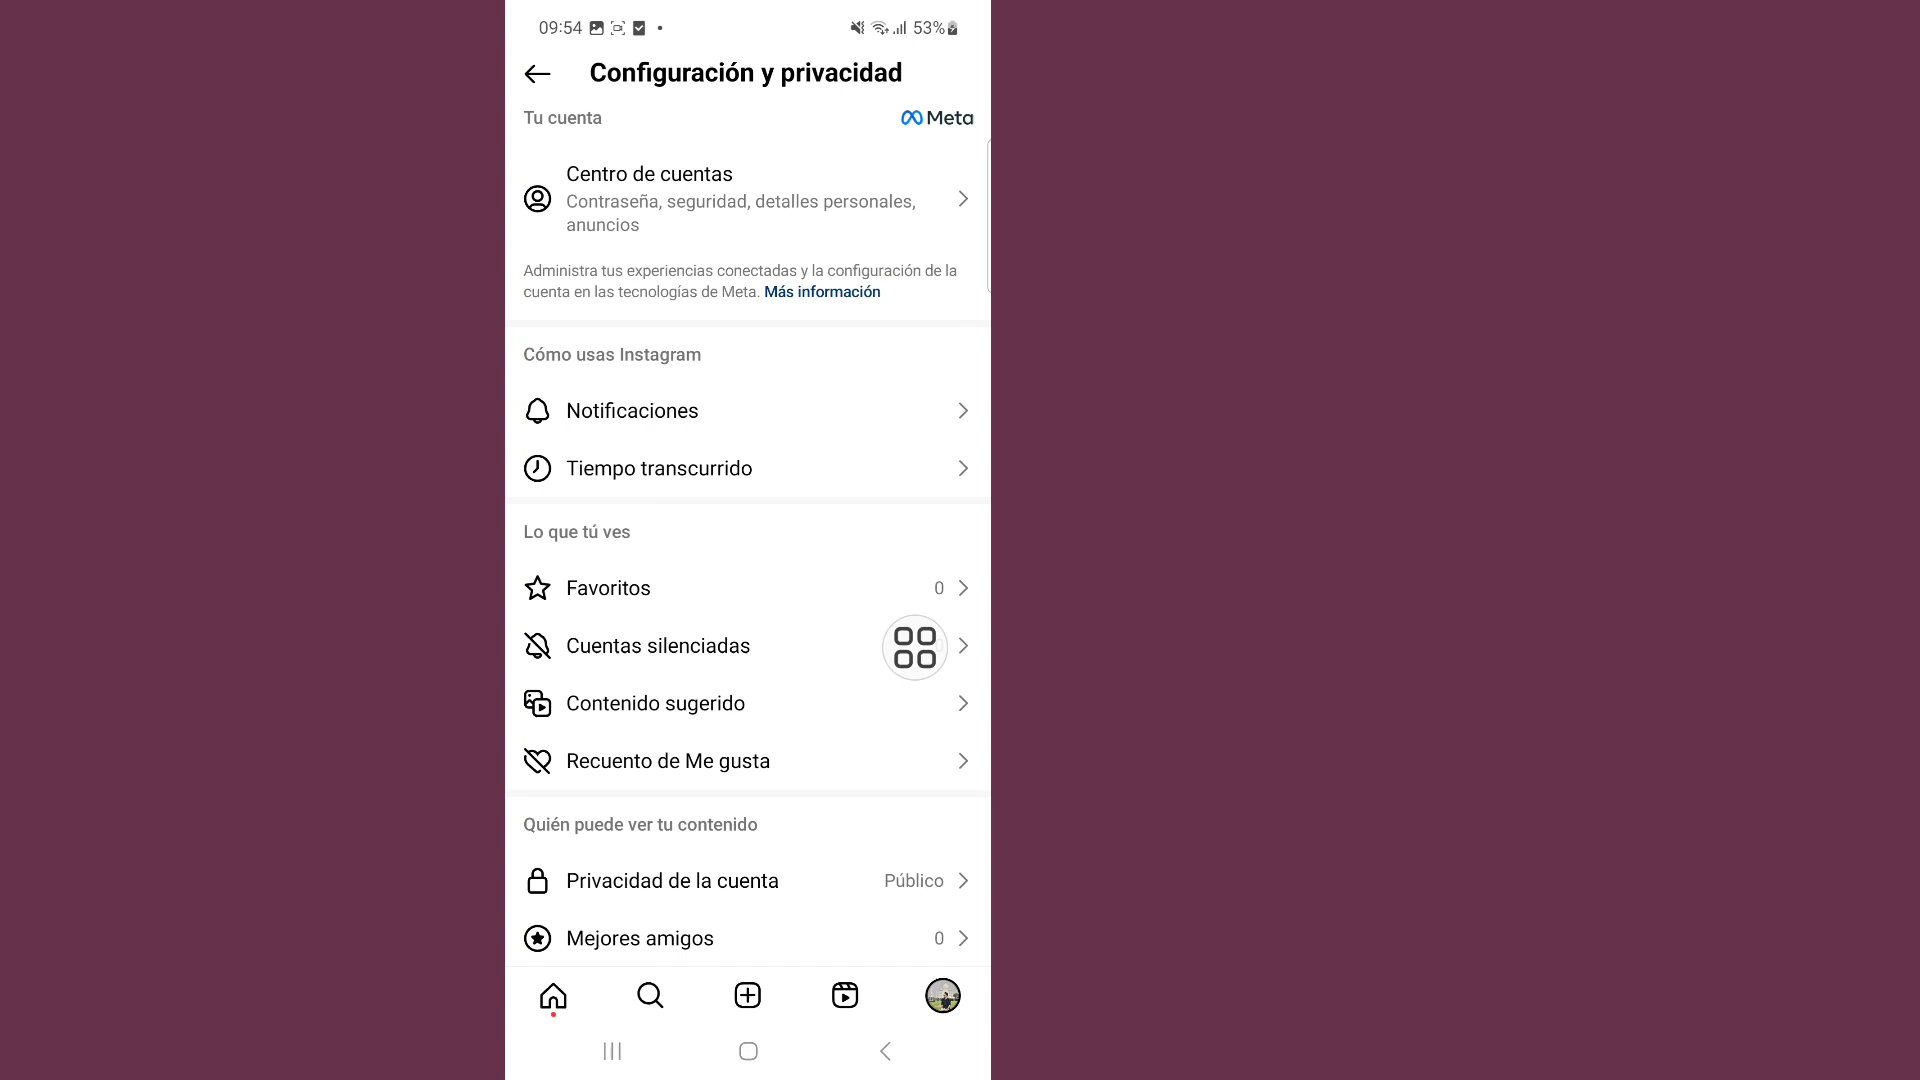 09:54
53%
Configuración y privacidad
Tu cuenta
Meta
Centro de cuentas
Contraseña, seguridad, detalles personales,
anuncios
Administra tus experiencias conectadas y la configuración de la
cuenta en las tecnologías de Meta. Más información
Cómo usas Instagram
Notificaciones
Tiempo transcurrido
Lo que tú ves
Favoritos 0
Cuentas silenciadas
Contenido sugerido
Recuento de Me gusta
Quién puede ver tu contenido
Privacidad de la cuenta Público
Mejores amigos 0